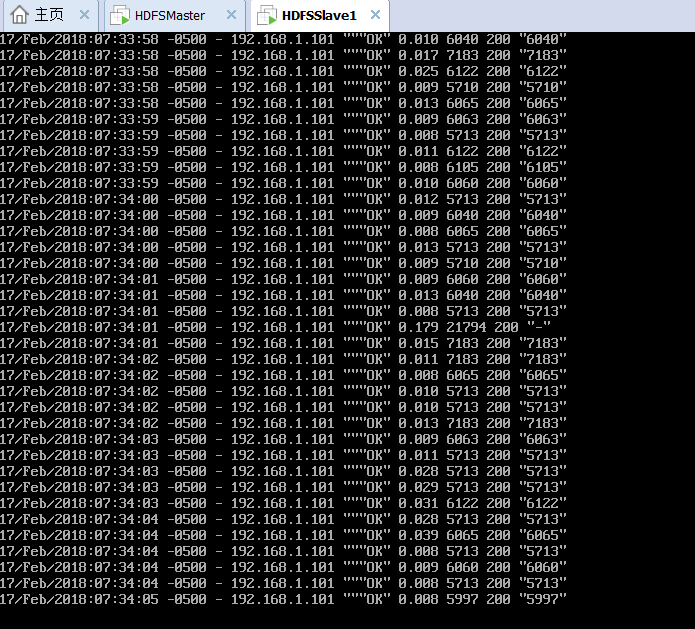 主页 HDFSMaster HDFSSlave1
17/Feb/2018:07:33:58 -0500 - 192.168.1.101 """"OK" 0.010 6040 200 "6040"
17/Feb/2018:07:33:58 -0500 - 192.168.1.101 """"OK" 0.017 7183 200 "7183"
17/Feb/2018:07:33:58 -0500 - 192.168.1.101 """"OK" 0.025 6122 200 "6122"
17/Feb/2018:07:33:58 -0500 - 192.168.1.101 """"OK" 0.009 5710 200 "5710"
17/Feb/2018:07:33:58 -0500 - 192.168.1.101 """"OK" 0.013 6065 200 "6065"
17/Feb/2018:07:33:59 -0500 - 192.168.1.101 """"OK" 0.009 6063 200 "6063"
17/Feb/2018:07:33:59 -0500 - 192.168.1.101 """"OK" 0.008 5713 200 "5713"
17/Feb/2018:07:33:59 -0500 - 192.168.1.101 """"OK" 0.011 6122 200 "6122"
17/Feb/2018:07:33:59 -0500 - 192.168.1.101 """"OK" 0.008 6105 200 "6105"
17/Feb/2018:07:33:59 -0500 - 192.168.1.101 """"OK" 0.010 6060 200 "6060"
17/Feb/2018:07:34:00 -0500 - 192.168.1.101 """"OK" 0.012 5713 200 "5713"
17/Feb/2018:07:34:00 -0500 - 192.168.1.101 """"OK" 0.009 6040 200 "6040"
17/Feb/2018:07:34:00 -0500 - 192.168.1.101 """"OK" 0.008 6065 200 "6065"
17/Feb/2018:07:34:00 -0500 - 192.168.1.101 """"OK" 0.013 5713 200 "5713"
17/Feb/2018:07:34:00 -0500 - 192.168.1.101 """"OK" 0.009 5710 200 "5710"
17/Feb/2018:07:34:01 -0500 - 192.168.1.101 """"OK" 0.009 6060 200 "6060"
17/Feb/2018:07:34:01 -0500 - 192.168.1.101 """"OK" 0.013 6040 200 "6040"
17/Feb/2018:07:34:01 -0500 - 192.168.1.101 """"OK" 0.008 5713 200 "5713"
17/Feb/2018:07:34:01 -0500 - 192.168.1.101 """"OK" 0.179 21794 200 "-"
17/Feb/2018:07:34:01 -0500 - 192.168.1.101 """"OK" 0.015 7183 200 "7183"
17/Feb/2018:07:34:02 -0500 - 192.168.1.101 """"OK" 0.011 7183 200 "7183"
17/Feb/2018:07:34:02 -0500 - 192.168.1.101 """"OK" 0.008 6065 200 "6065"
17/Feb/2018:07:34:02 -0500 - 192.168.1.101 """"OK" 0.010 5713 200 "5713"
17/Feb/2018:07:34:02 -0500 - 192.168.1.101 """"OK" 0.010 5713 200 "5713"
17/Feb/2018:07:34:02 -0500 - 192.168.1.101 """"OK" 0.013 7183 200 "7183"
17/Feb/2018:07:34:03 -0500 - 192.168.1.101 """"OK" 0.009 6063 200 "6063"
17/Feb/2018:07:34:03 -0500 - 192.168.1.101 """"OK" 0.011 5713 200 "5713"
17/Feb/2018:07:34:03 -0500 - 192.168.1.101 """"OK" 0.028 5713 200 "5713"
17/Feb/2018:07:34:03 -0500 - 192.168.1.101 """"OK" 0.029 5713 200 "5713"
17/Feb/2018:07:34:03 -0500 - 192.168.1.101 """"OK" 0.031 6122 200 "6122"
17/Feb/2018:07:34:04 -0500 - 192.168.1.101 """"OK" 0.028 5713 200 "5713"
17/Feb/2018:07:34:04 -0500 - 192.168.1.101 """"OK" 0.039 6065 200 "6065"
17/Feb/2018:07:34:04 -0500 - 192.168.1.101 """"OK" 0.008 5713 200 "5713"
17/Feb/2018:07:34:04 -0500 - 192.168.1.101 """"OK" 0.009 6060 200 "6060"
17/Feb/2018:07:34:04 -0500 - 192.168.1.101 """"OK" 0.008 5713 200 "5713"
17/Feb/2018:07:34:05 -0500 - 192.168.1.101 """"OK" 0.008 5997 200 "5997"